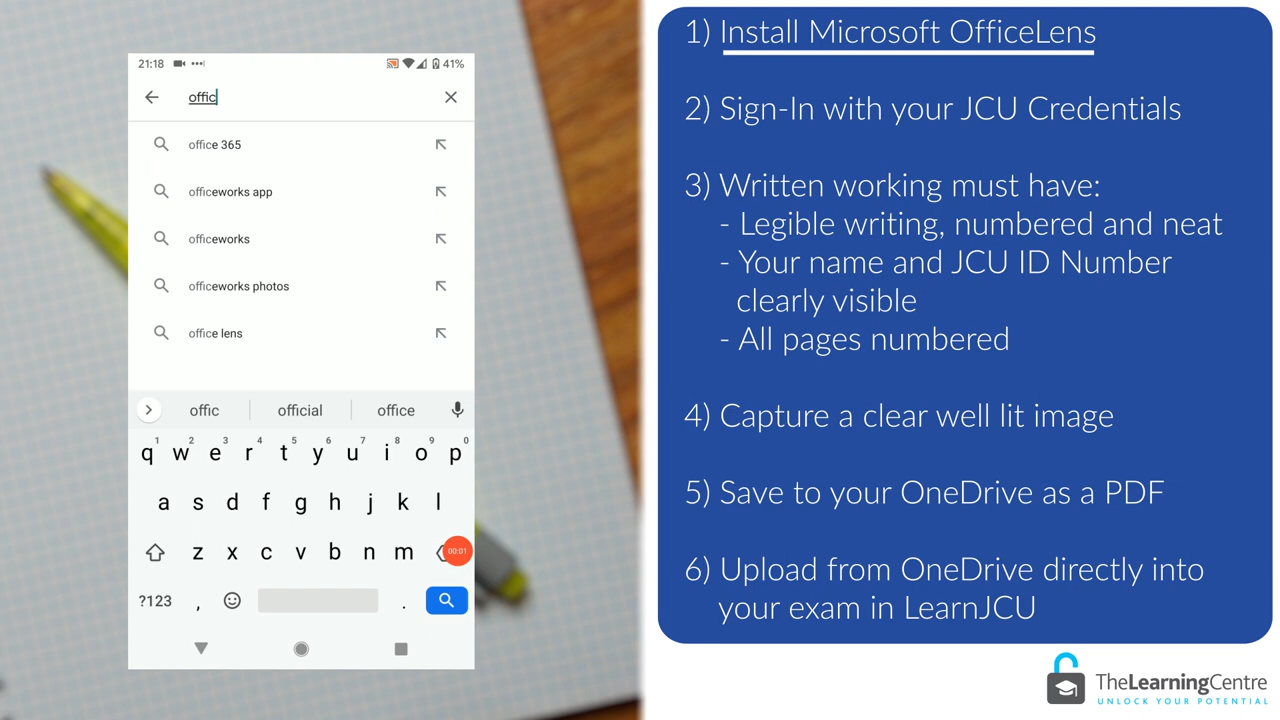 21:18
41%
offic
office 365
officeworks app
officeworks
officeworks photos
office lens
offic official office
1 2 3 4 5 6 7 8 9 0
q w e r t y u i o p
a s d f g h j k l
z x c v b n m 00:01
?123 , .
1) Install Microsoft OfficeLens
2) Sign-In with your JCU Credentials
3) Written working must have:
- Legible writing, numbered and neat
- Your name and JCU ID Number
clearly visible
- All pages numbered
4) Capture a clear well lit image
5) Save to your OneDrive as a PDF
6) Upload from OneDrive directly into
your exam in LearnJCU
TheLearningCentre
UNLOCK YOUR POTENTIAL